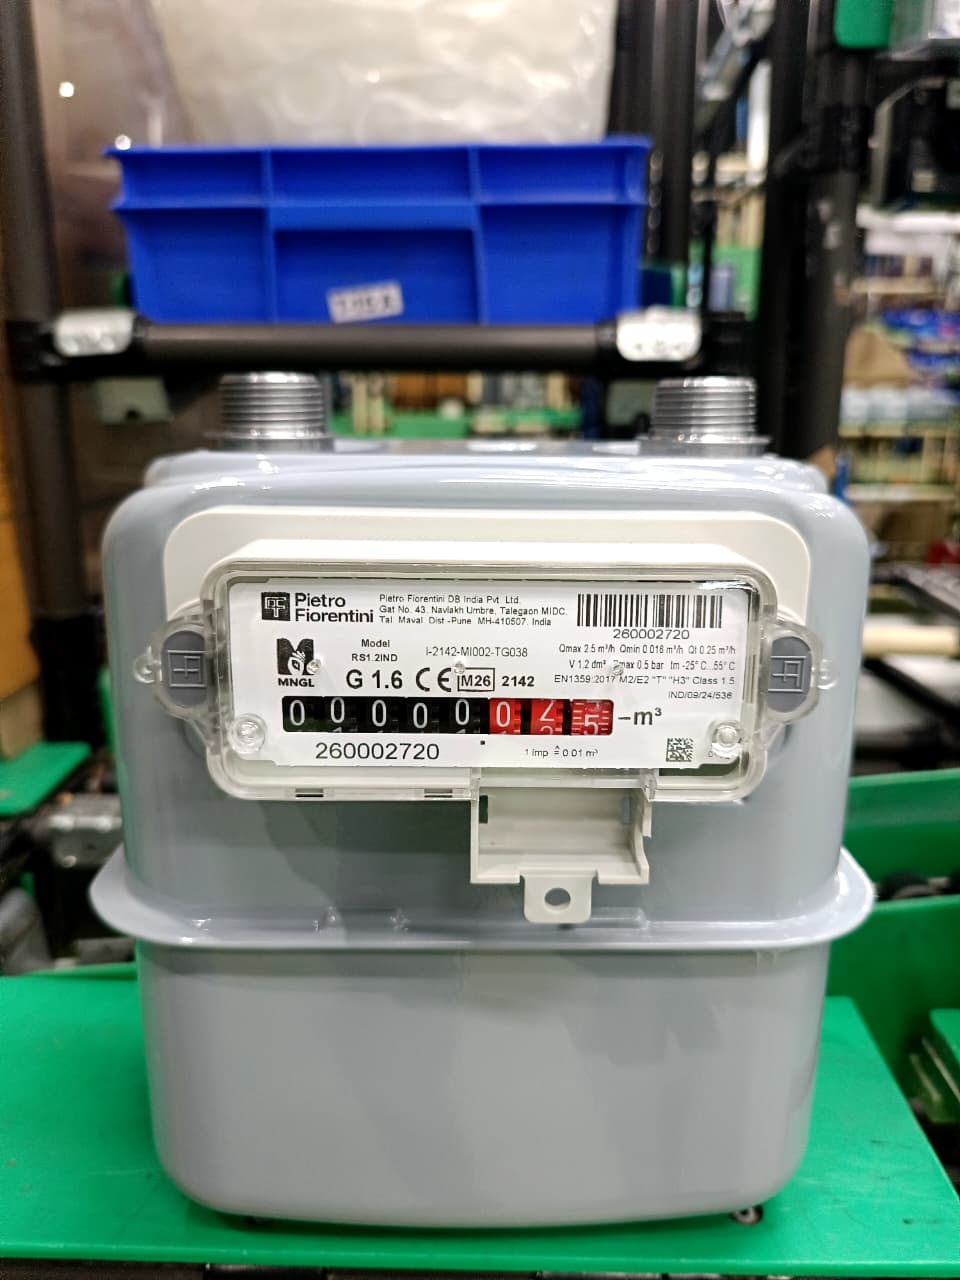 Pietro
Fiorentini
Pietro Fiorentini DB India Pvt. Ltd.
Gat No. 43, Navlakh Umbre, Talegaon MIDC.
Tal Maval Dist -Pune MH-410507. India
260002720
MNGL
Model
RS1.2IND
I-2142-MI002-TG038
G 1.6 CE M26 2142
Qmax 2.5 m³/h Qmin 0.016 m³/h Qt 0.25 m³/h
V 1.2 dm³ Pmax 0.5 bar tm -25° C...55° C
EN1359:2017 M2/E2 "T" "H3" Class 1.5
IND/09/24/536
0 0 0 0 0 0 2 5 –m³
260002720
1 imp ≙ 0.01 m³